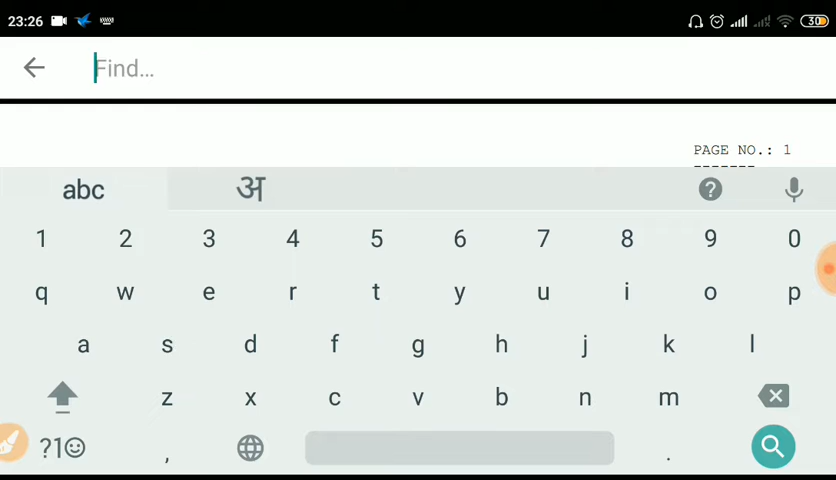 23:26 30
Find...
PAGE NO.: 1
abc अ
1 2 3 4 5 6 7 8 9 0
q w e r t y u i o p
a s d f g h j k l
z x c v b n m
?1☺ , .